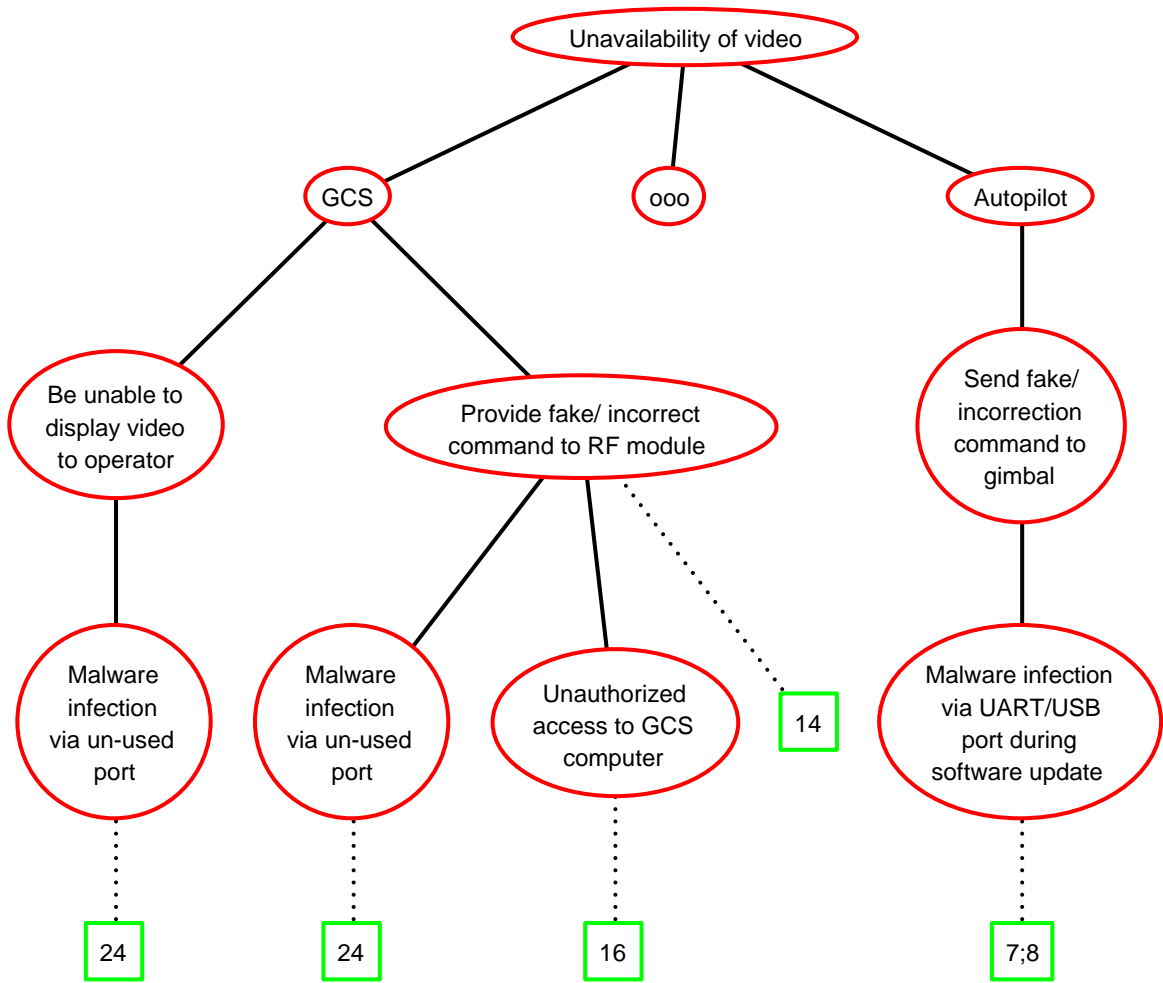 Unavailability of video
GCS
ooo
Autopilot
Be unable to
display video
to operator
Provide fake/ incorrect
command to RF module
Send fake/
incorrection
command to
gimbal
Malware
infection
via un-used
port
Malware
infection
via un-used
port
Unauthorized
access to GCS
computer
14
Malware infection
via UART/USB
port during
software update
24
24
16
7;8